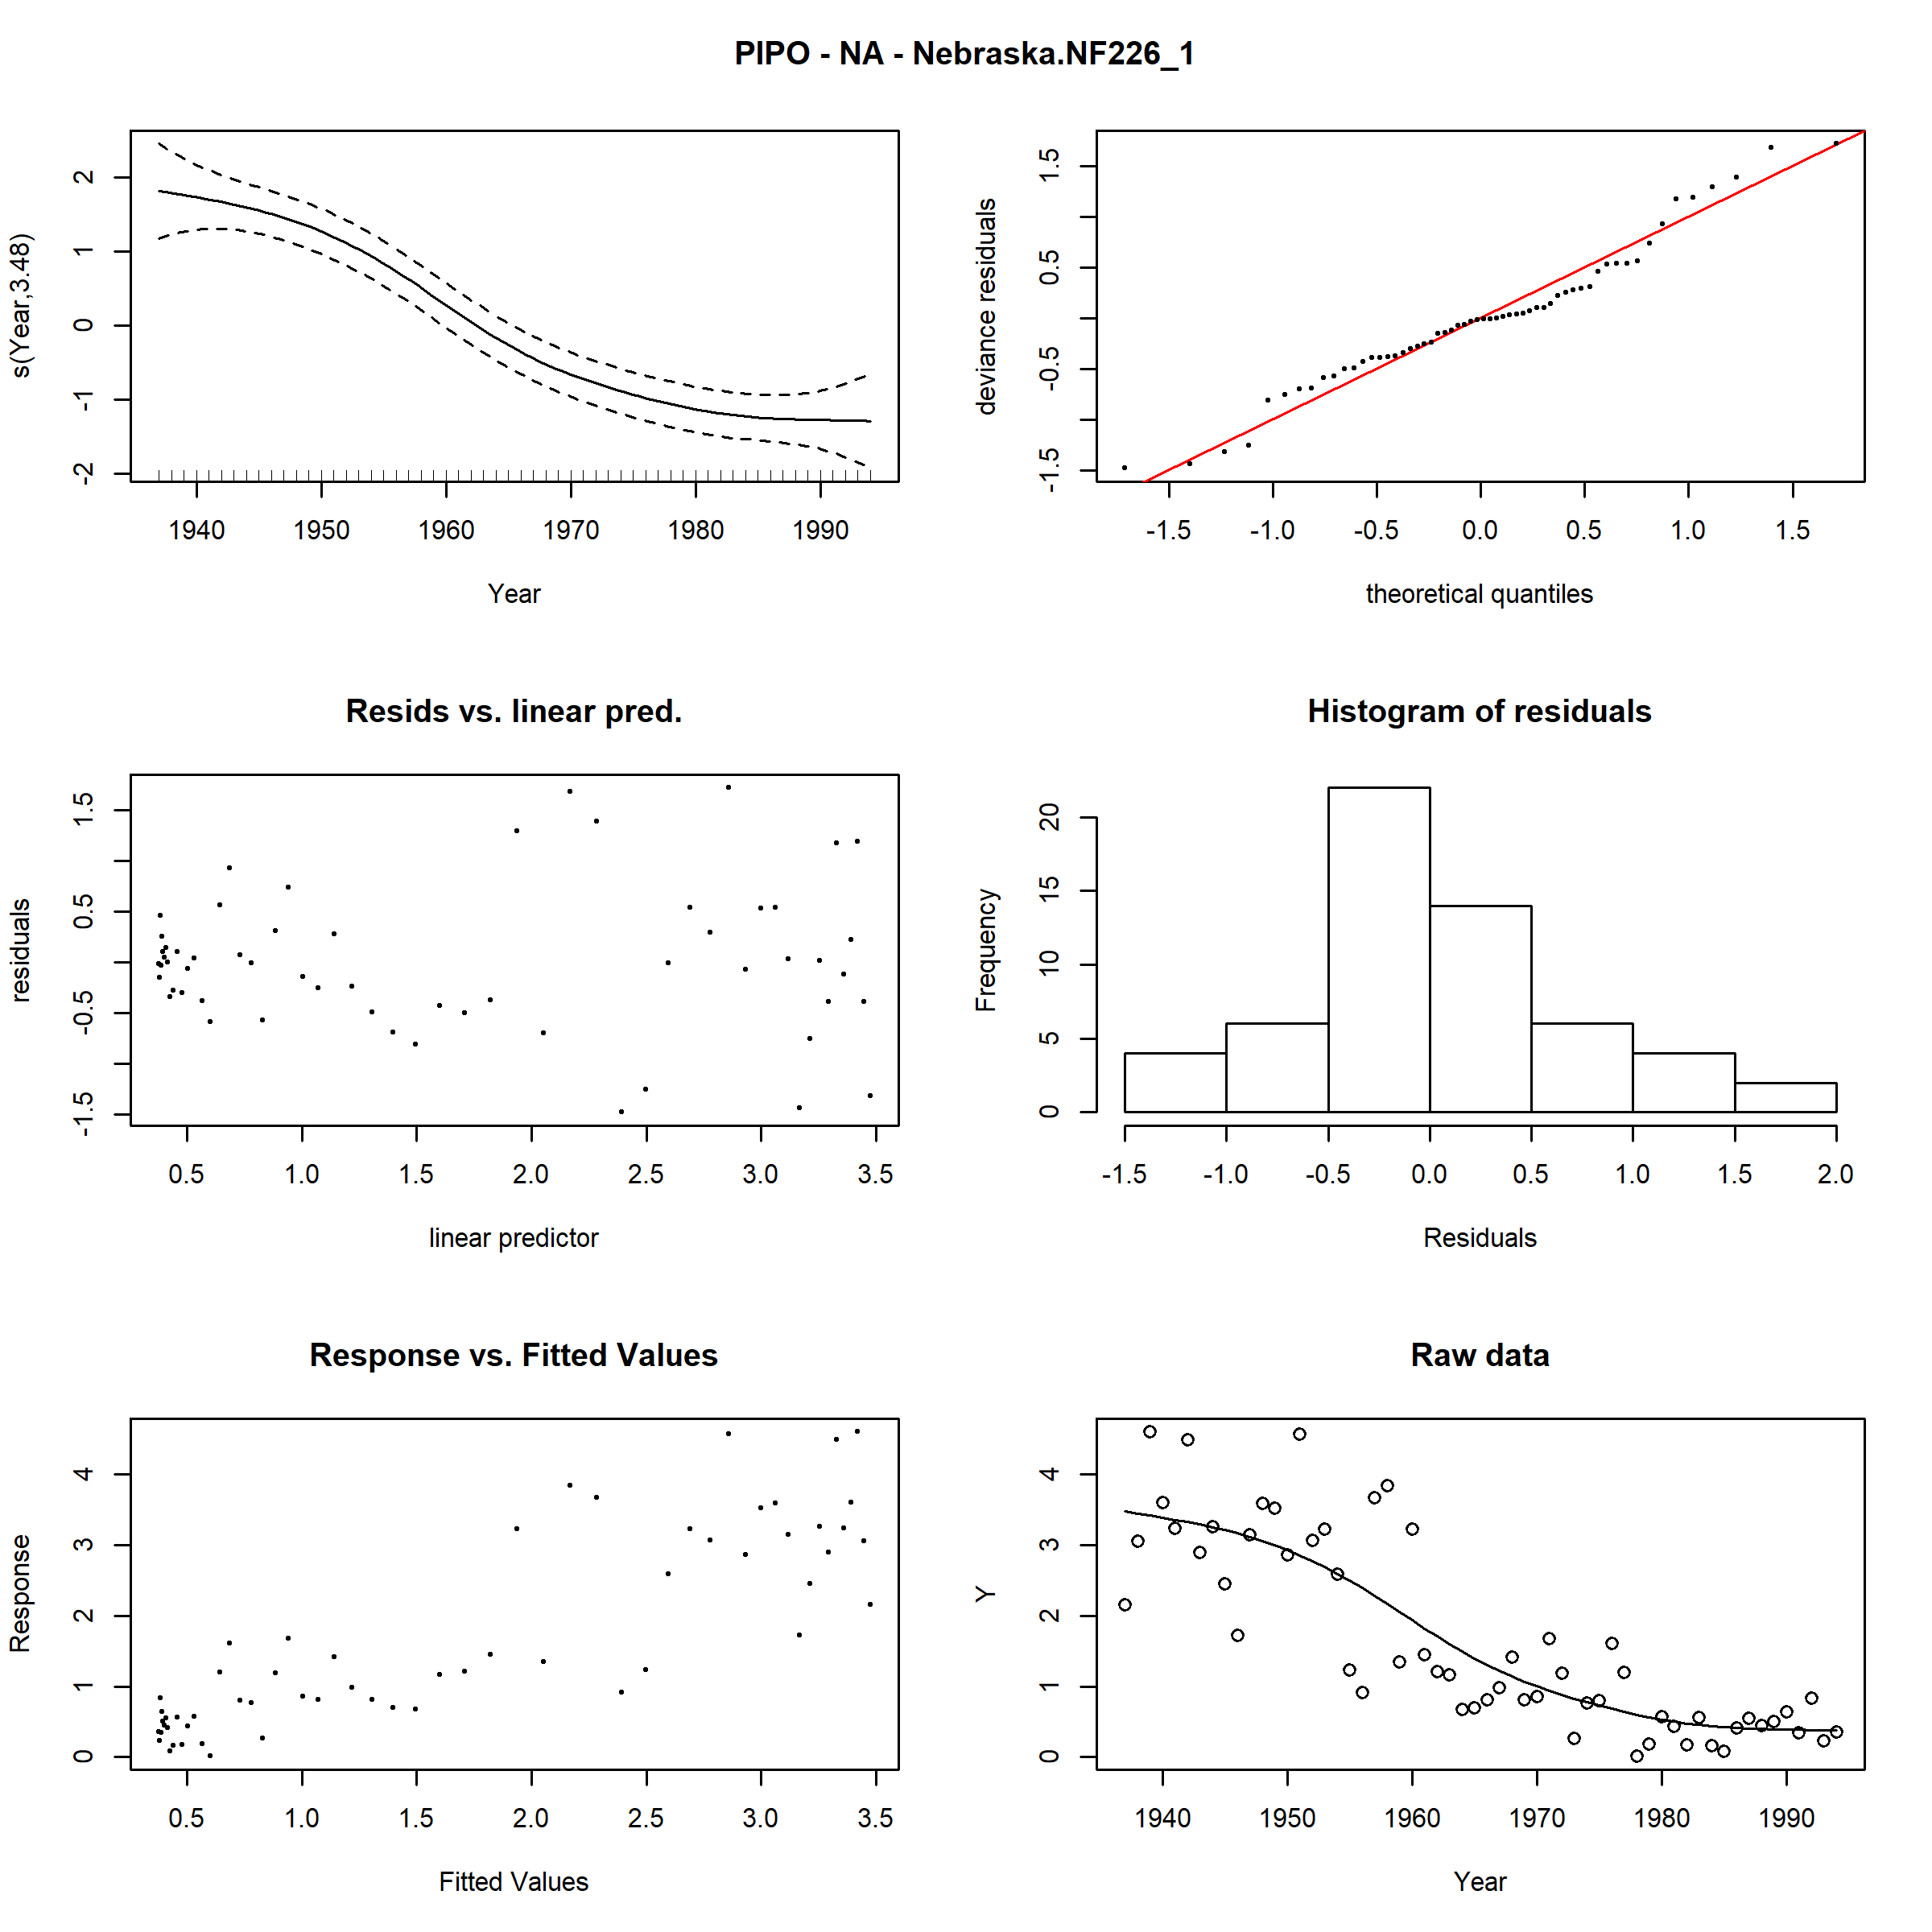 PIPO - NA - Nebraska.NF226_1
s(Year,3.48)
2
1
0
-1
-2
1940 1950 1960 1970 1980 1990
Year
deviance residuals
1.5
0.5
-0.5
-1.5
-1.5 -1.0 -0.5 0.0 0.5 1.0 1.5
theoretical quantiles
Resids vs. linear pred.
residuals
1.5
0.5
-0.5
-1.5
0.5 1.0 1.5 2.0 2.5 3.0 3.5
linear predictor
Histogram of residuals
Frequency
20
15
10
5
0
-1.5 -1.0 -0.5 0.0 0.5 1.0 1.5 2.0
Residuals
Response vs. Fitted Values
Response
4
3
2
1
0
0.5 1.0 1.5 2.0 2.5 3.0 3.5
Fitted Values
Raw data
Y
4
3
2
1
0
1940 1950 1960 1970 1980 1990
Year